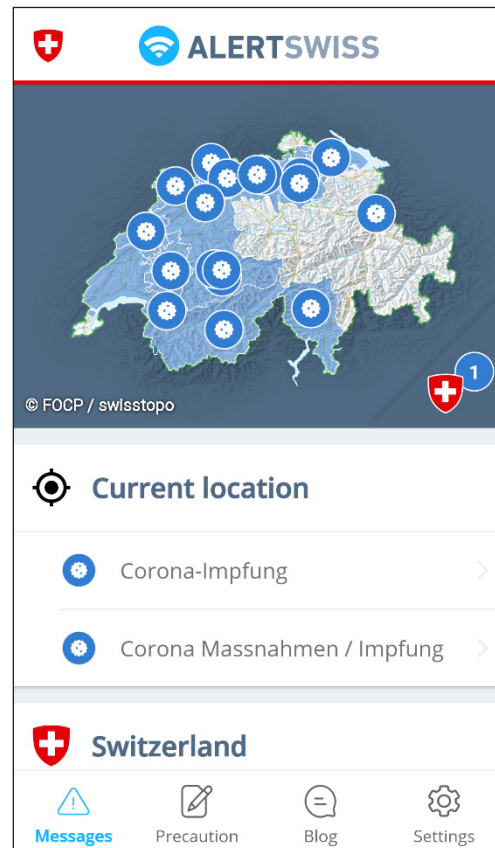 ALERTSWISS
1
© FOCP / swisstopo
Current location
Corona-Impfung
Corona Massnahmen / Impfung
Switzerland
Messages Precaution Blog Settings